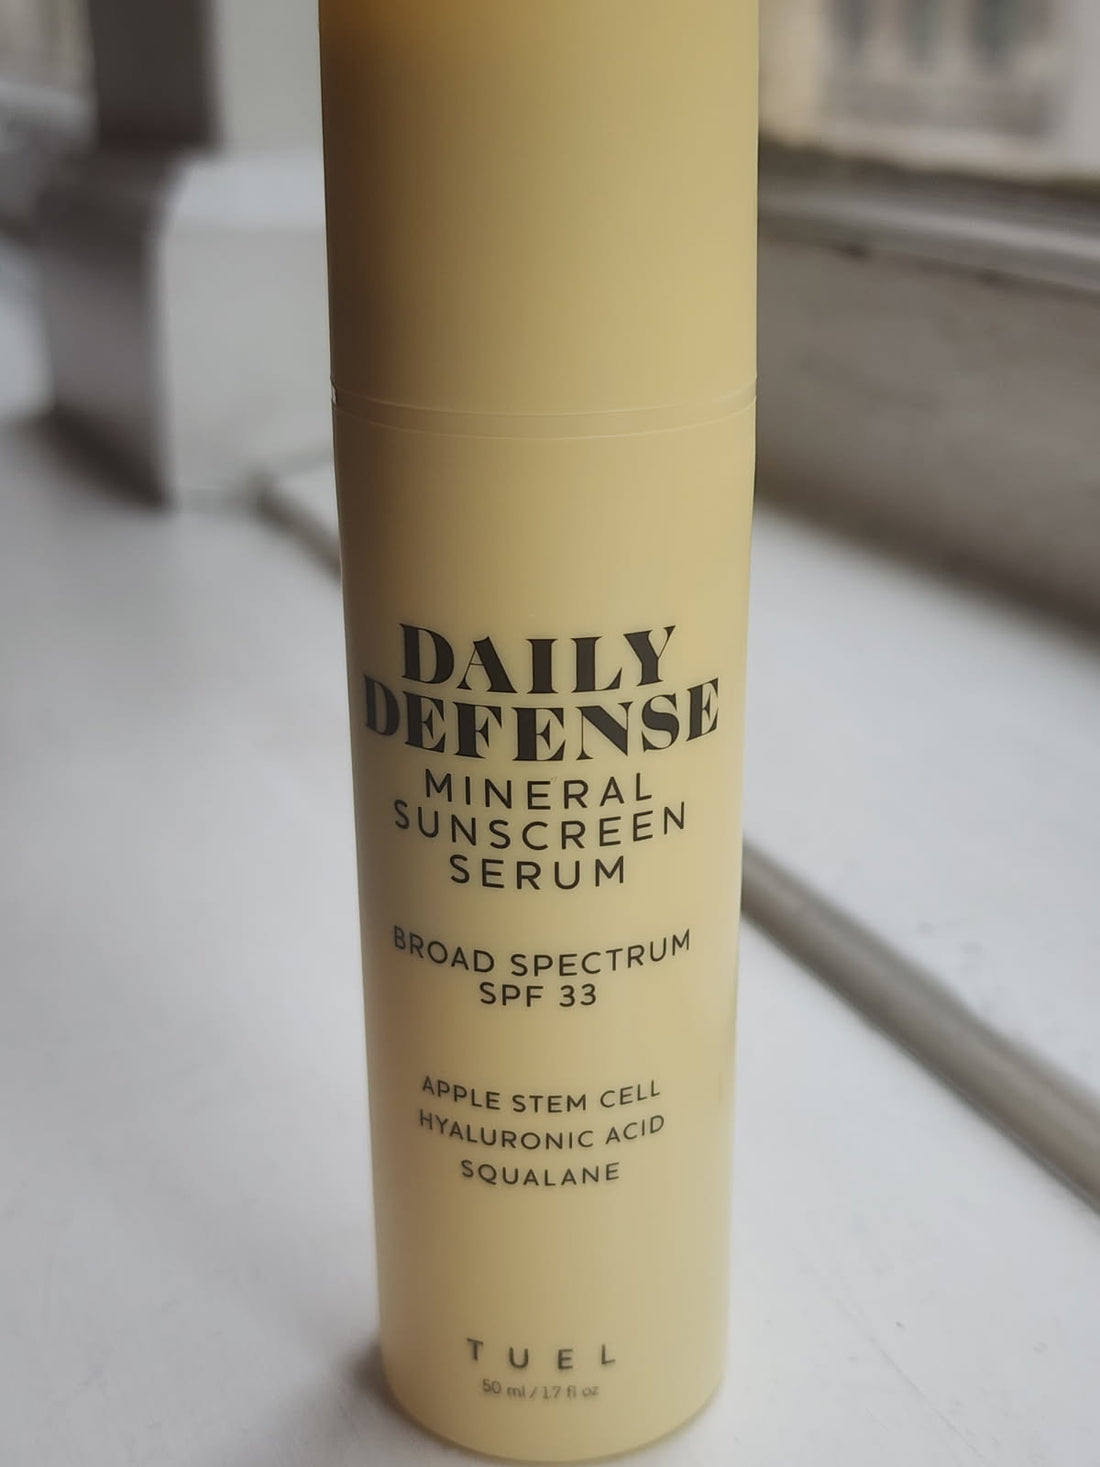 DAILY
DEFENSE
MINERAL
SUNSCREEN
SERUM
BROAD SPECTRUM
SPF 33
APPLE STEM CELL
HYALURONIC ACID
SQUALANE
TUEL
50 ml / 1.7 fl oz